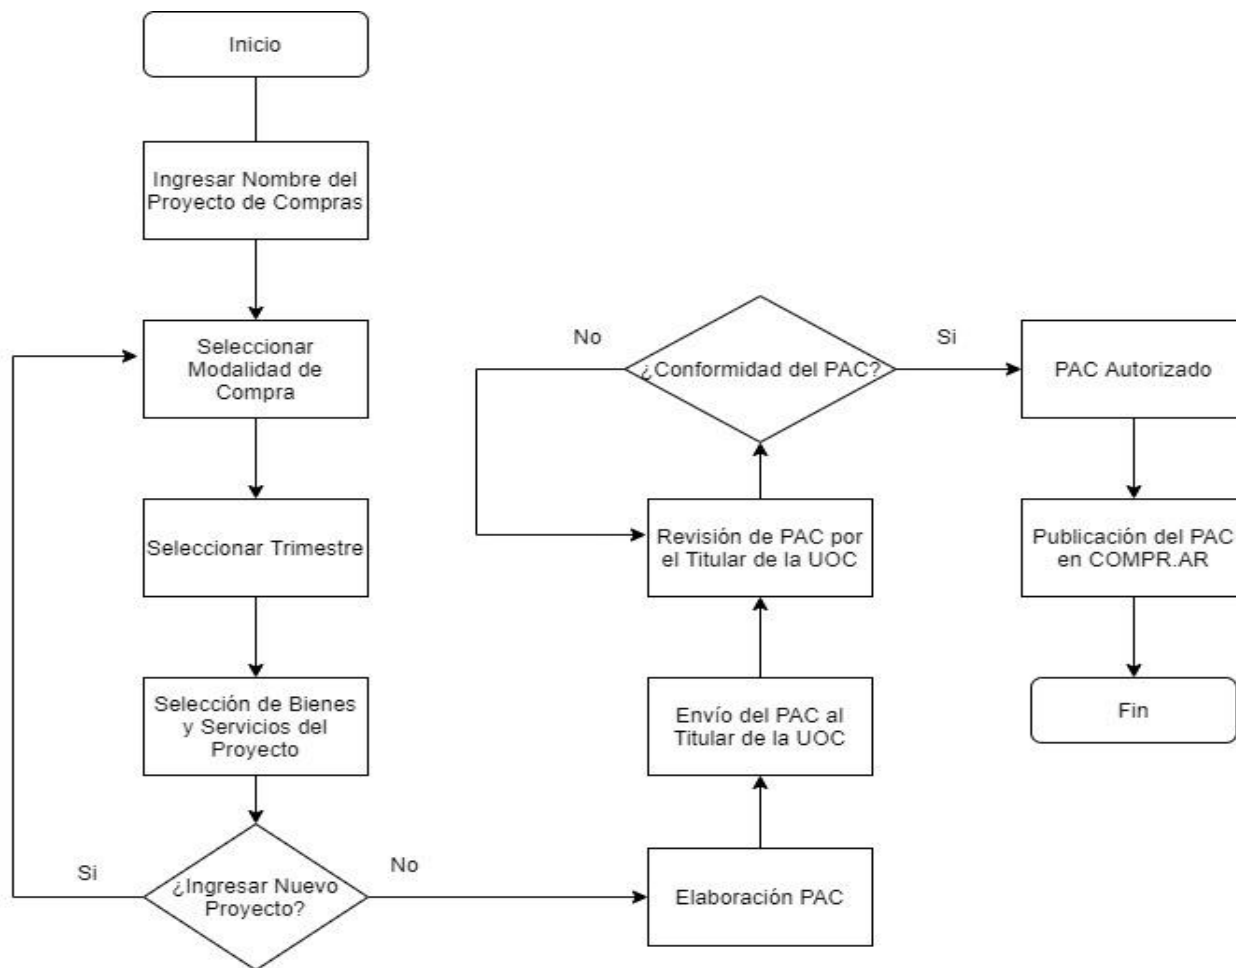 Inicio
Ingresar Nombre del
Proyecto de Compras
Seleccionar
Modalidad de
Compra
Seleccionar Trimestre
Selección de Bienes
y Servicios del
Proyecto
¿Ingresar Nuevo
Proyecto?
Si
No
Elaboración PAC
Envío del PAC al
Titular de la UOC
Revisión de PAC por
el Titular de la UOC
¿Conformidad del PAC?
No
Si
PAC Autorizado
Publicación del PAC
en COMPR.AR
Fin